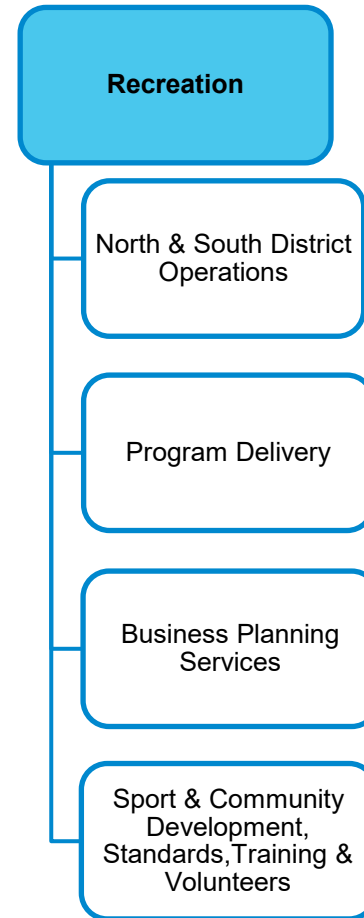 Recreation
North & South District
Operations
Program Delivery
Business Planning
Services
Sport & Community
Development,
Standards,Training &
Volunteers